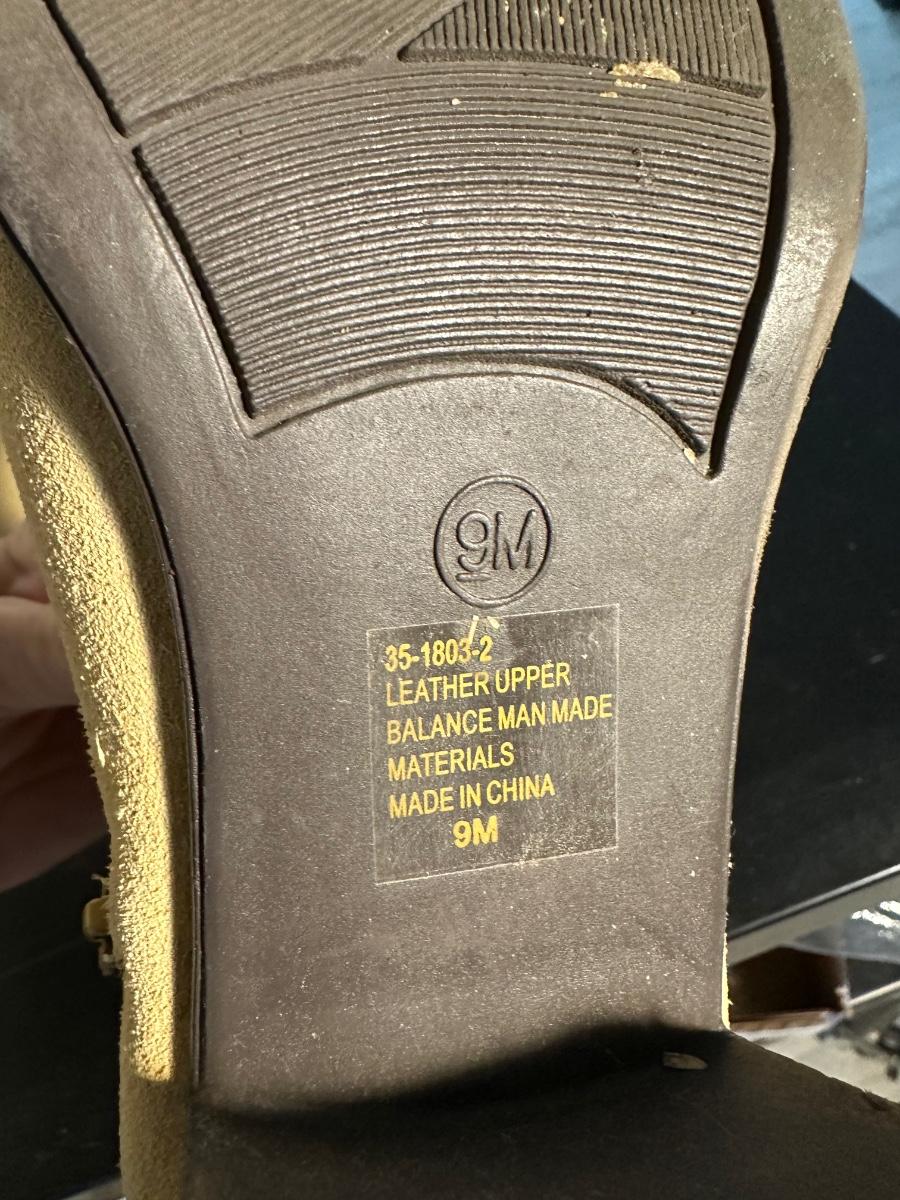 9M
35-1803-2
LEATHER UPPER
BALANCE MAN MADE
MATERIALS
MADE IN CHINA
9M